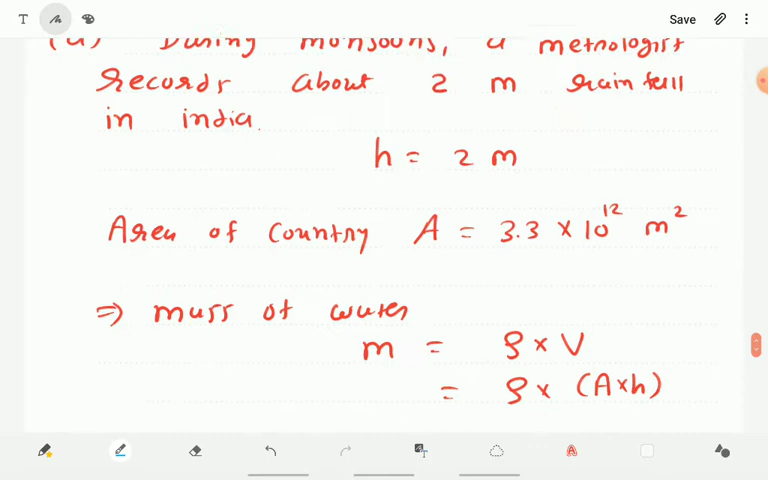 Save
(a) During monsoons, a metrologist
records about 2 m rain fall
in india.
h = 2 m
Area of country A = 3.3 × 10¹² m²
⇒ mass of water
m = ρ × V
= ρ × (A×h)